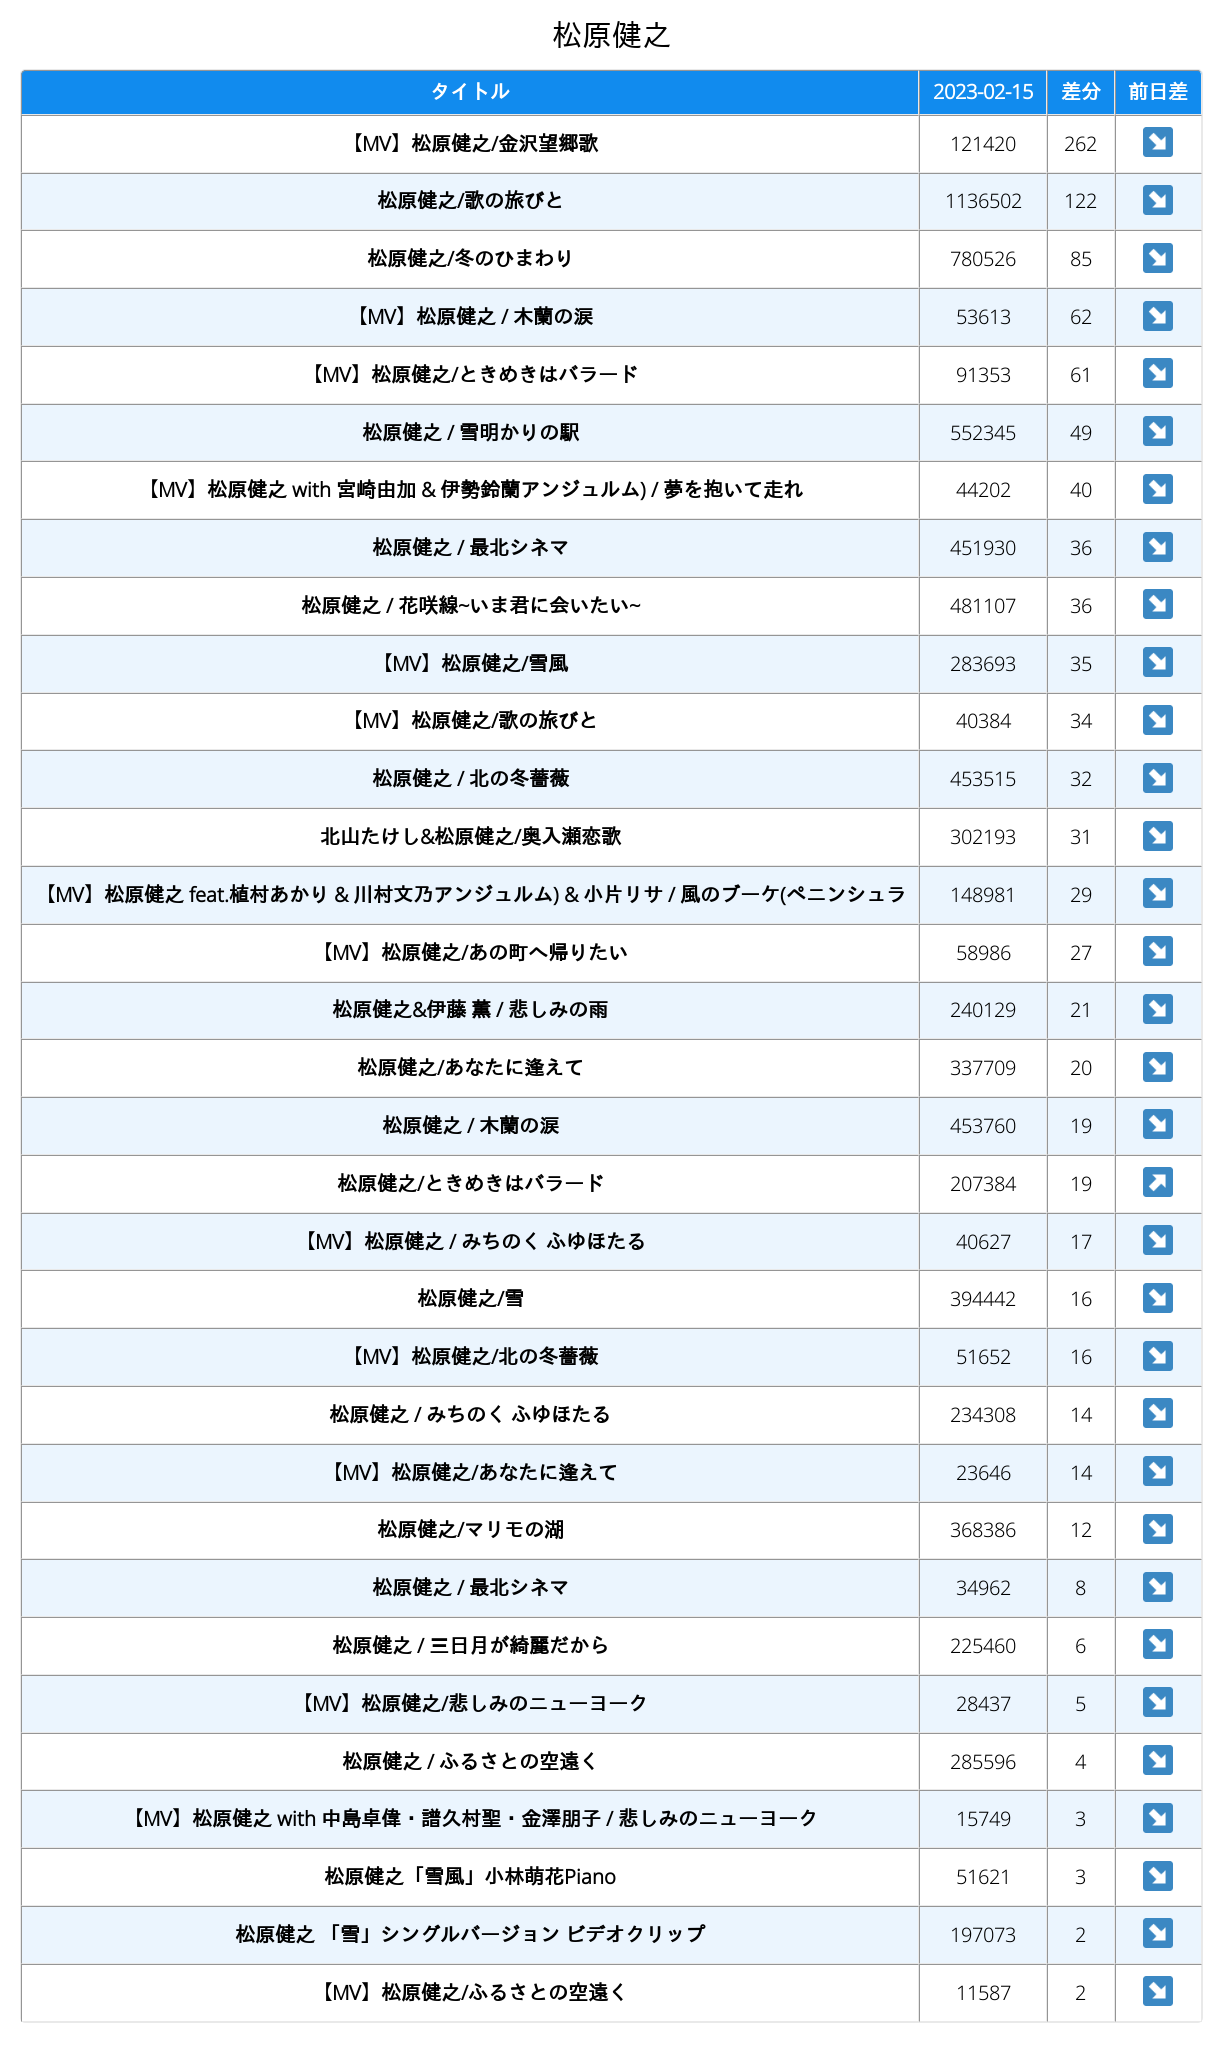 松原健之
タイトル 2023-02-15 差分 前日差
【MV】松原健之/金沢望郷歌 121420 262 ↘
松原健之/歌の旅びと 1136502 122 ↘
松原健之/冬のひまわり 780526 85 ↘
【MV】松原健之 / 木蘭の涙 53613 62 ↘
【MV】松原健之/ときめきはバラード 91353 61 ↘
松原健之 / 雪明かりの駅 552345 49 ↘
【MV】松原健之 with 宮崎由加 & 伊勢鈴蘭アンジュルム) / 夢を抱いて走れ 44202 40 ↘
松原健之 / 最北シネマ 451930 36 ↘
松原健之 / 花咲線~いま君に会いたい~ 481107 36 ↘
【MV】松原健之/雪風 283693 35 ↘
【MV】松原健之/歌の旅びと 40384 34 ↘
松原健之 / 北の冬薔薇 453515 32 ↘
北山たけし&松原健之/奥入瀬恋歌 302193 31 ↘
【MV】松原健之 feat.植村あかり & 川村文乃アンジュルム) & 小片リサ / 風のブーケ(ペニンシュラ 148981 29 ↘
【MV】松原健之/あの町へ帰りたい 58986 27 ↘
松原健之&伊藤 薫 / 悲しみの雨 240129 21 ↘
松原健之/あなたに逢えて 337709 20 ↘
松原健之 / 木蘭の涙 453760 19 ↘
松原健之/ときめきはバラード 207384 19 ↗
【MV】松原健之 / みちのく ふゆほたる 40627 17 ↘
松原健之/雪 394442 16 ↘
【MV】松原健之/北の冬薔薇 51652 16 ↘
松原健之 / みちのく ふゆほたる 234308 14 ↘
【MV】松原健之/あなたに逢えて 23646 14 ↘
松原健之/マリモの湖 368386 12 ↘
松原健之 / 最北シネマ 34962 8 ↘
松原健之 / 三日月が綺麗だから 225460 6 ↘
【MV】松原健之/悲しみのニューヨーク 28437 5 ↘
松原健之 / ふるさとの空遠く 285596 4 ↘
【MV】松原健之 with 中島卓偉・譜久村聖・金澤朋子 / 悲しみのニューヨーク 15749 3 ↘
松原健之「雪風」小林萌花Piano 51621 3 ↘
松原健之 「雪」シングルバージョン ビデオクリップ 197073 2 ↘
【MV】松原健之/ふるさとの空遠く 11587 2 ↘